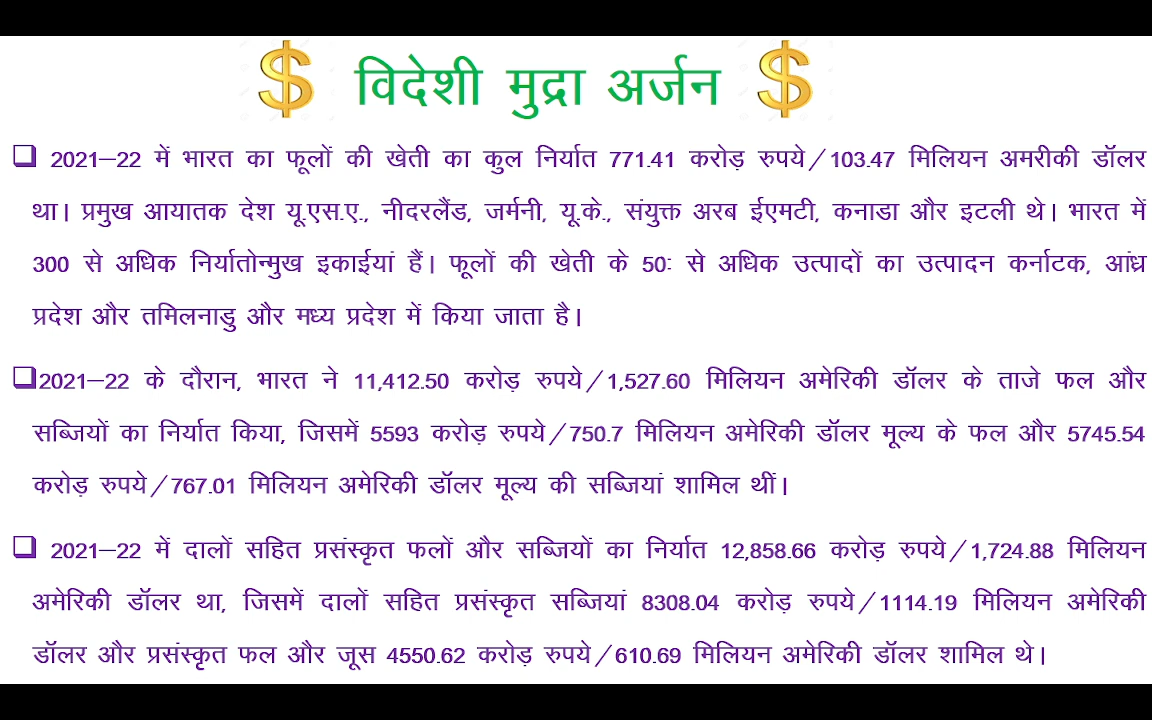 विदेशी मुद्रा अर्जन
2021–22 में भारत का फूलों की खेती का कुल निर्यात 771.41 करोड़ रुपये/103.47 मिलियन अमरीकी डॉलर
था। प्रमुख आयातक देश यू.एस.ए., नीदरलैंड, जर्मनी, यू.के., संयुक्त अरब ईएमटी, कनाडा और इटली थे। भारत में
300 से अधिक निर्यातोन्मुख इकाईयां हैं। फूलों की खेती के 50: से अधिक उत्पादों का उत्पादन कर्नाटक, आंध्र
प्रदेश और तमिलनाडु और मध्य प्रदेश में किया जाता है।
2021–22 के दौरान, भारत ने 11,412.50 करोड़ रुपये/1,527.60 मिलियन अमेरिकी डॉलर के ताजे फल और
सब्जियों का निर्यात किया, जिसमें 5593 करोड़ रुपये/750.7 मिलियन अमेरिकी डॉलर मूल्य के फल और 5745.54
करोड़ रुपये/767.01 मिलियन अमेरिकी डॉलर मूल्य की सब्जियां शामिल थीं।
2021–22 में दालों सहित प्रसंस्कृत फलों और सब्जियों का निर्यात 12,858.66 करोड़ रुपये/1,724.88 मिलियन
अमेरिकी डॉलर था, जिसमें दालों सहित प्रसंस्कृत सब्जियां 8308.04 करोड़ रुपये/1114.19 मिलियन अमेरिकी
डॉलर और प्रसंस्कृत फल और जूस 4550.62 करोड़ रुपये/610.69 मिलियन अमेरिकी डॉलर शामिल थे।